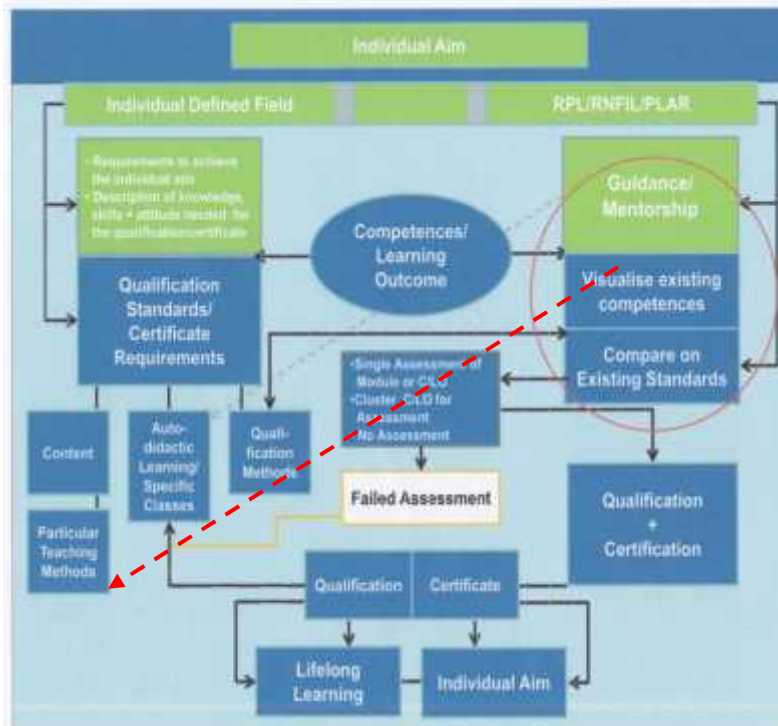 Individual Aim
Individual Defined Field
RPL/RNFIL/PLAR
• Requirements to achieve
the individual aim
• Description of knowledge,
skills + attitude needed for
the qualification/certificate
Guidance/
Mentorship
Competences/
Learning
Outcome
Qualification
Standards/
Certificate
Requirements
Visualise existing
competences
Compare on
Existing Standards
• Single Assessment of
Module or C/LO
• Cluster C/LO for
Assessment
No Assessment
Content
Auto-
didactic
Learning/
Specific
Classes
Quali-
fication
Methods
Failed Assessment
Qualification
+
Certification
Particular
Teaching
Methods
Qualification
Certificate
Lifelong
Learning
Individual Aim